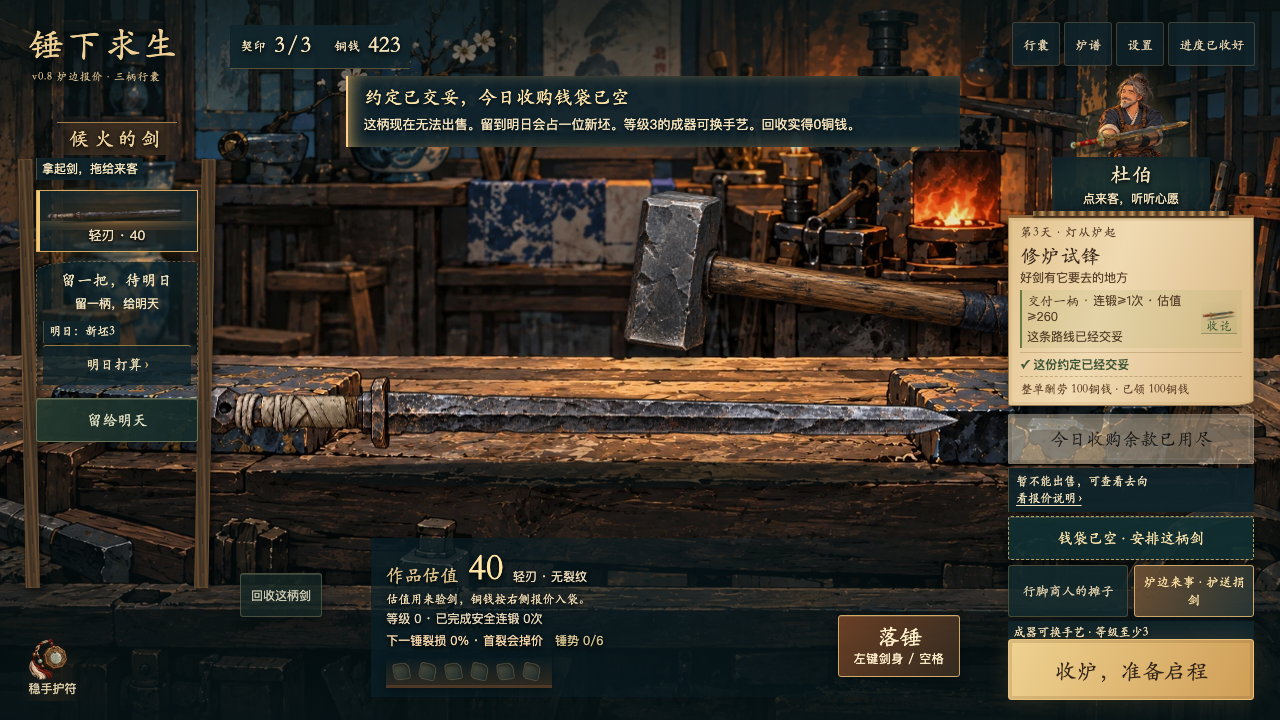 锤下求生
v0.8 炉边报价 · 三柄行囊
契印 3/3 铜钱 423
行囊
炉谱
设置
进度已收好
约定已交妥，今日收购钱袋已空
这柄现在无法出售。留到明日会占一位新坯。等级3的成器可换手艺。回收实得0铜钱。
候火的剑
拿起剑，拖给来客
轻刃 · 40
留一把，待明日
留一柄，给明天
明日：新坯3
明日打算›
留给明天
杜伯
点来客，听听心愿
第3天 · 灯从炉起
修炉试锋
好剑有它要去的地方
交付一柄 · 连锻≥1次 · 估值
≥260
这条路线已经交妥
收讫
✓ 这份约定已经交妥
整单酬劳 100铜钱 · 已领 100铜钱
今日收购余款已用尽
暂不能出售，可查看去向
看报价说明›
钱袋已空 · 安排这柄剑
行脚商人的摊子
炉边来事 · 护送捐
剑
成器可换手艺 · 等级至少3
收炉，准备启程
回收这柄剑
作品估值 40 轻刃 · 无裂纹
估值用来验剑，铜钱按右侧报价入袋。
等级 0 · 已完成安全连锻 0次
下一锤裂损 0% · 首裂会掉价 锤势 0/6
落锤
左键剑身 / 空格
稳手护符